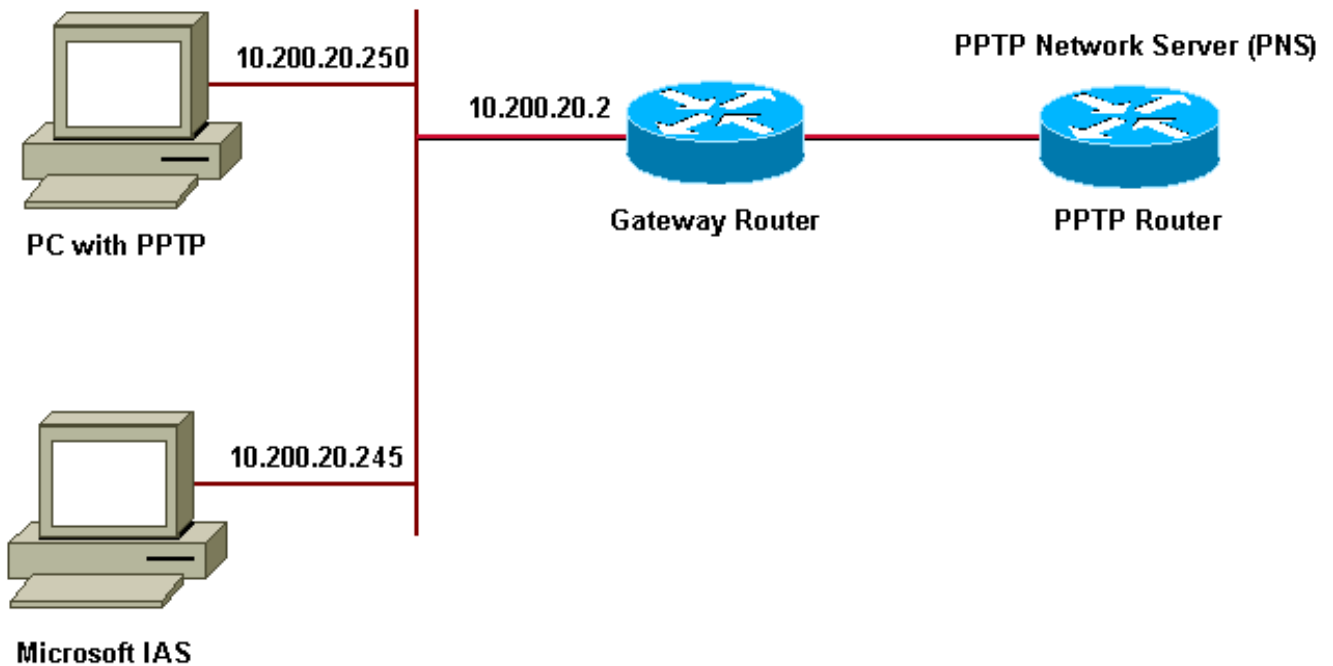 10.200.20.250
PPTP Network Server (PNS)
10.200.20.2
Gateway Router
PPTP Router
PC with PPTP
10.200.20.245
Microsoft IAS